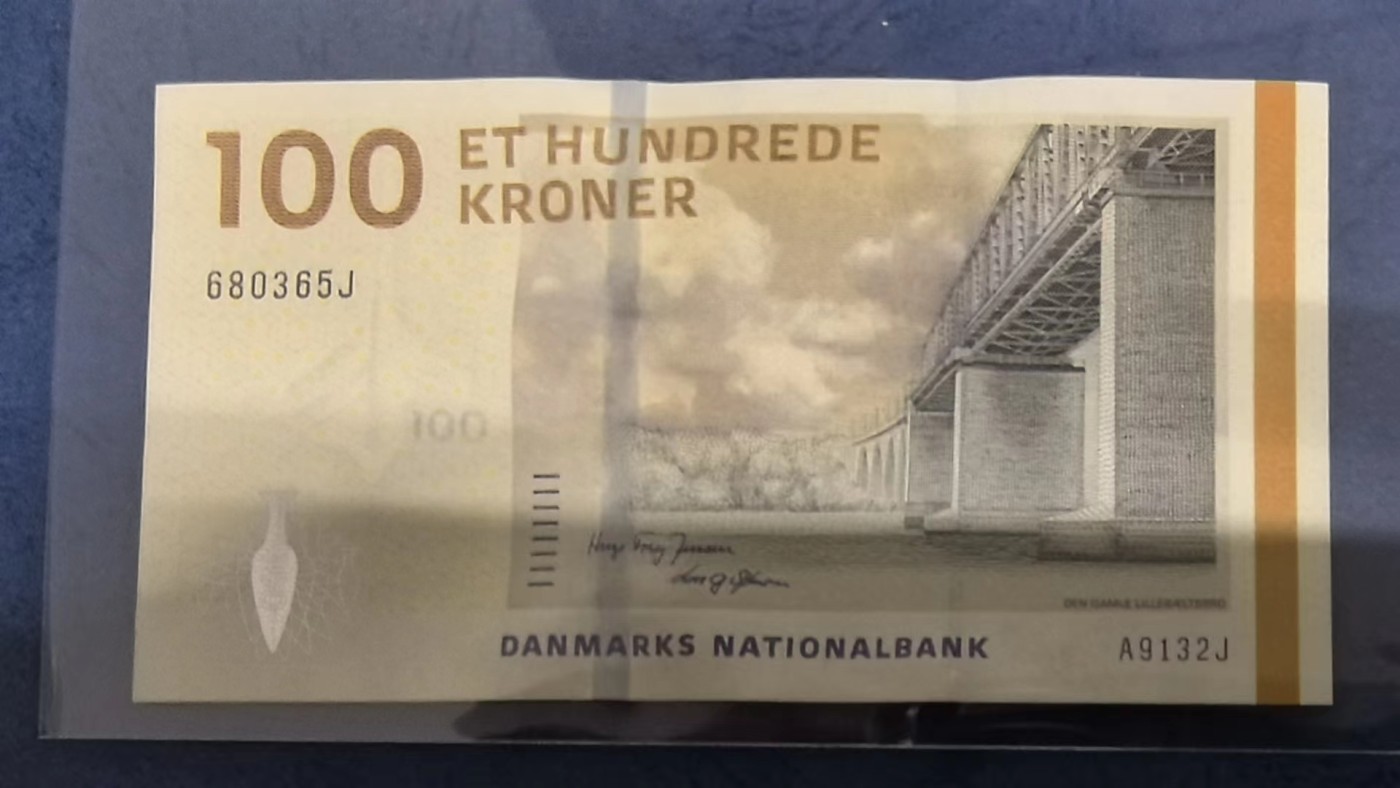 100 ET HUNDREDE
KRONER
680365J
100
DANMARKS NATIONALBANK
A9132J
DEN GAMLE LILLEBÆLTSBRO